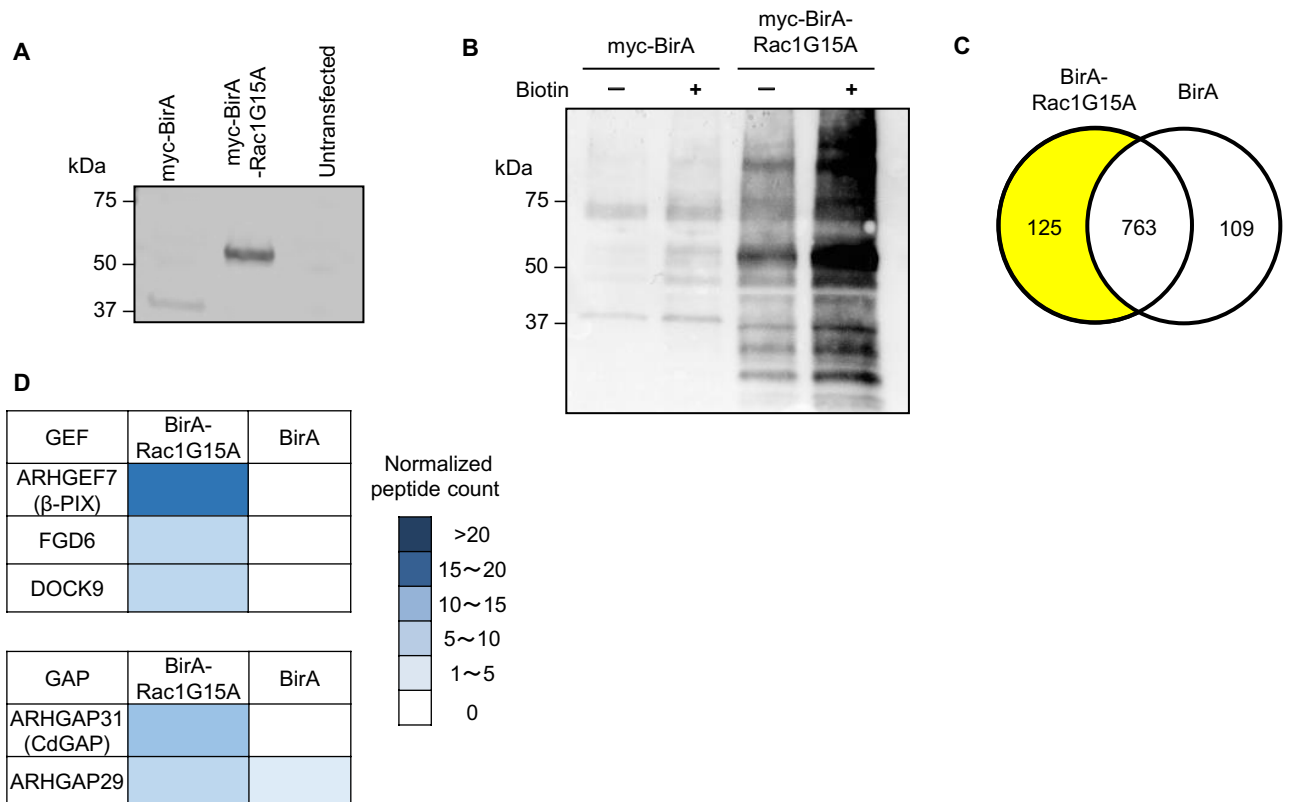 A
myc-BirA
myc-BirA
-Rac1G15A
Untransfected
kDa
75
50
37
B
myc-BirA
myc-BirA-
Rac1G15A
Biotin
− + − +
kDa
75
50
37
C
BirA-
Rac1G15A
BirA
125 763 109
D
GEF
BirA-
Rac1G15A
BirA
ARHGEF7
(β-PIX)
FGD6
DOCK9
GAP
BirA-
Rac1G15A
BirA
ARHGAP31
(CdGAP)
ARHGAP29
Normalized
peptide count
>20
15～20
10～15
5～10
1～5
0